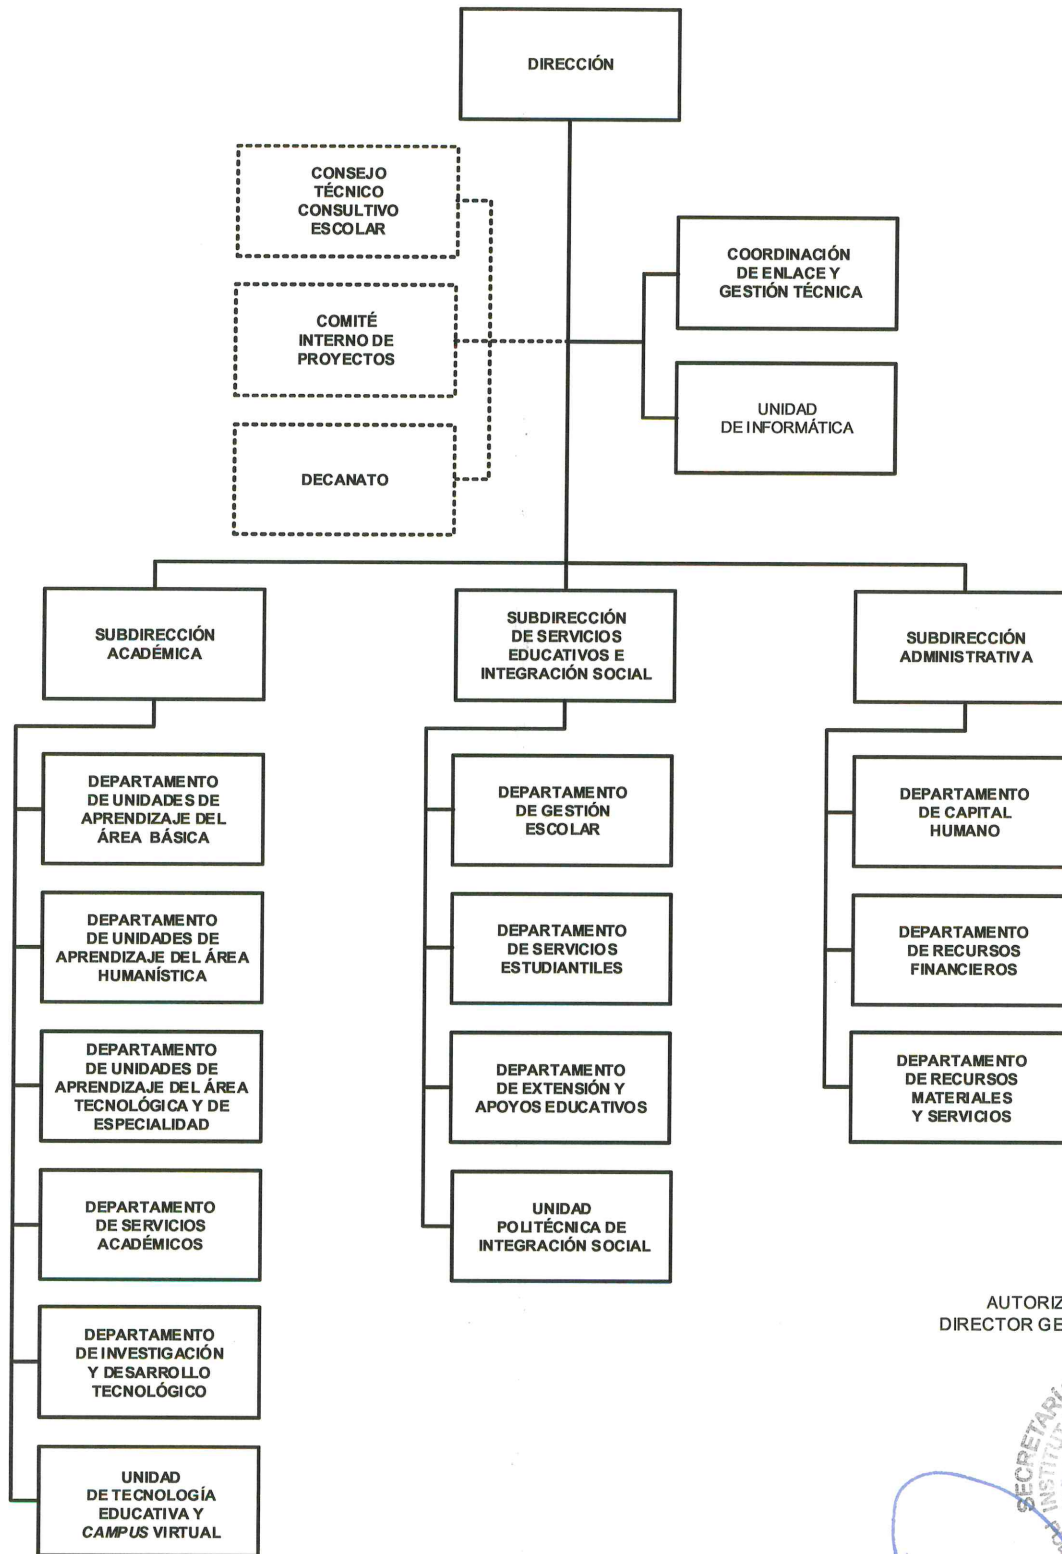 DIRECCIÓN
CONSEJO
TÉCNICO
CONSULTIVO
ESCOLAR
COORDINACIÓN
DE ENLACE Y
GESTIÓN TÉCNICA
COMITÉ
INTERNO DE
PROYECTOS
UNIDAD
DE INFORMÁTICA
DECANATO
SUBDIRECCIÓN
ACADÉMICA
DEPARTAMENTO
DE UNIDADES DE
APRENDIZAJE DEL
ÁREA BÁSICA
DEPARTAMENTO
DE UNIDADES DE
APRENDIZAJE DEL ÁREA
HUMANÍSTICA
DEPARTAMENTO
DE UNIDADES DE
APRENDIZAJE DEL ÁREA
TECNOLÓGICA Y DE
ESPECIALIDAD
DEPARTAMENTO
DE SERVICIOS
ACADÉMICOS
DEPARTAMENTO
DE INVESTIGACIÓN
Y DESARROLLO
TECNOLÓGICO
UNIDAD
DE TECNOLOGÍA
EDUCATIVA Y
CAMPUS VIRTUAL
SUBDIRECCIÓN
DE SERVICIOS
EDUCATIVOS E
INTEGRACIÓN SOCIAL
DEPARTAMENTO
DE GESTIÓN
ESCOLAR
DEPARTAMENTO
DE SERVICIOS
ESTUDIANTILES
DEPARTAMENTO
DE EXTENSIÓN Y
APOYOS EDUCATIVOS
UNIDAD
POLITÉCNICA DE
INTEGRACIÓN SOCIAL
SUBDIRECCIÓN
ADMINISTRATIVA
DEPARTAMENTO
DE CAPITAL
HUMANO
DEPARTAMENTO
DE RECURSOS
FINANCIEROS
DEPARTAMENTO
DE RECURSOS
MATERIALES
Y SERVICIOS
AUTORIZ
DIRECTOR GE